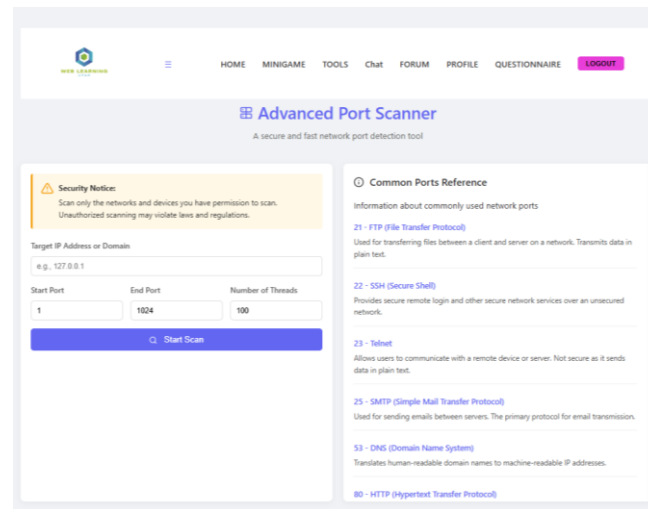 WEB LEARNING
HOME MINIGAME TOOLS Chat FORUM PROFILE QUESTIONNAIRE LOGOUT
Advanced Port Scanner
A secure and fast network port detection tool
Security Notice:
Scan only the networks and devices you have permission to scan.
Unauthorized scanning may violate laws and regulations.
Target IP Address or Domain
e.g., 127.0.0.1
Start Port End Port Number of Threads
1 1024 100
Start Scan
Common Ports Reference
Information about commonly used network ports
21 - FTP (File Transfer Protocol)
Used for transferring files between a client and server on a network. Transmits data in
plain text.
22 - SSH (Secure Shell)
Provides secure remote login and other secure network services over an unsecured
network.
23 - Telnet
Allows users to communicate with a remote device or server. Not secure as it sends
data in plain text.
25 - SMTP (Simple Mail Transfer Protocol)
Used for sending emails between servers. The primary protocol for email transmission.
53 - DNS (Domain Name System)
Translates human-readable domain names to machine-readable IP addresses.
80 - HTTP (Hypertext Transfer Protocol)